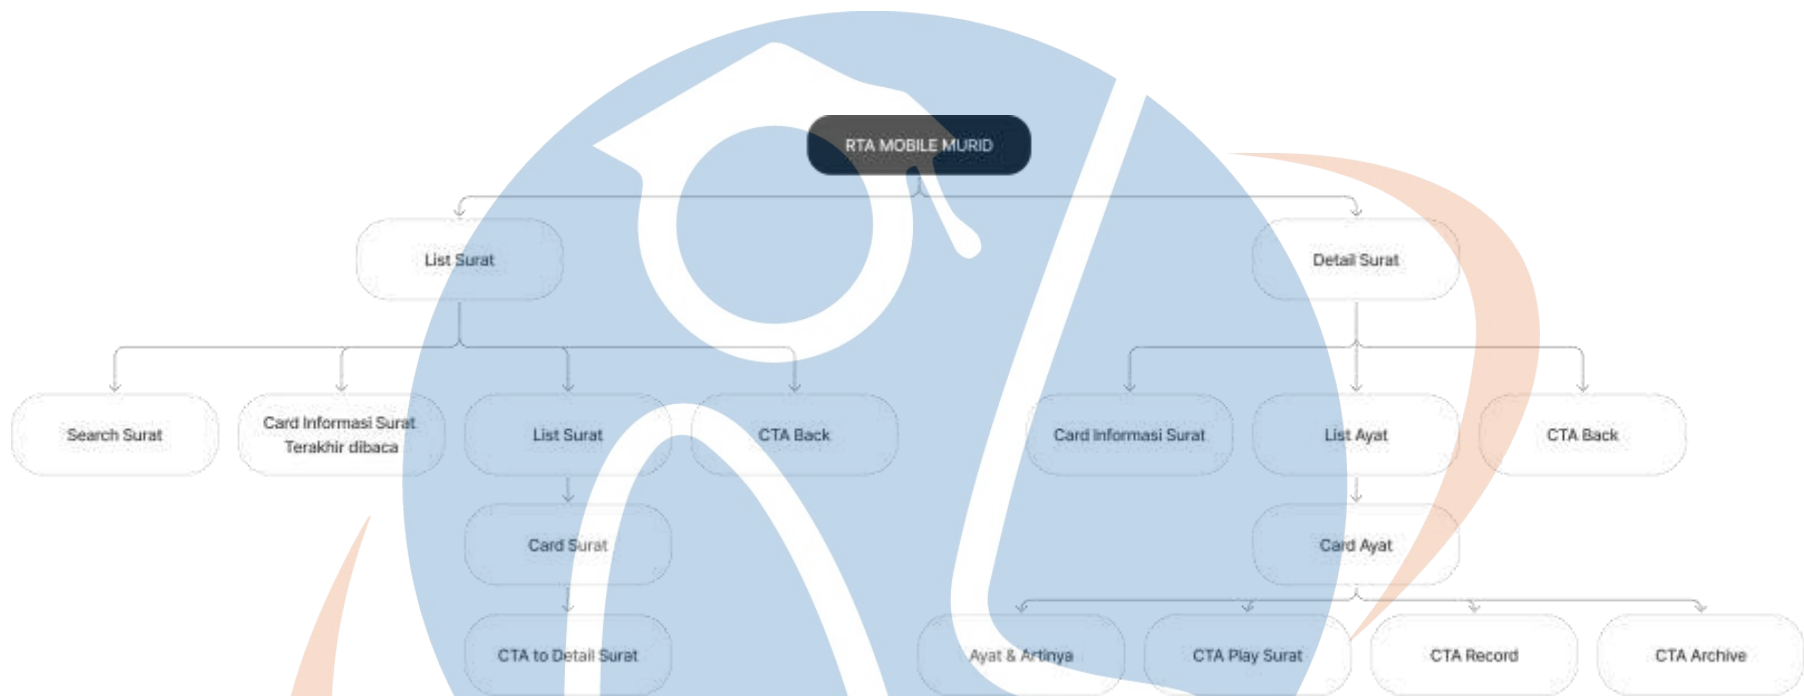 RTA MOBILE MURID
List Surat
Detail Surat
Search Surat
Card Informasi Surat
Terakhir dibaca
List Surat
CTA Back
Card Informasi Surat
List Ayat
CTA Back
Card Surat
Card Ayat
CTA to Detail Surat
Ayat & Artinya
CTA Play Surat
CTA Record
CTA Archive